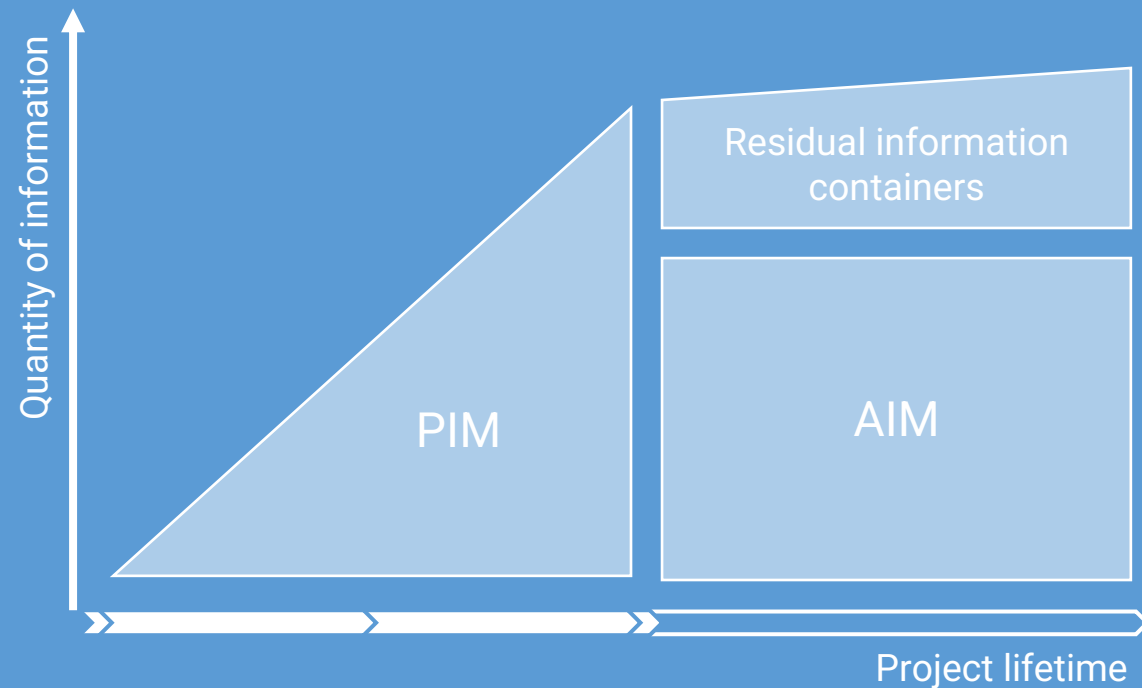 Quantity of information
Residual information
containers
PIM
AIM
Project lifetime